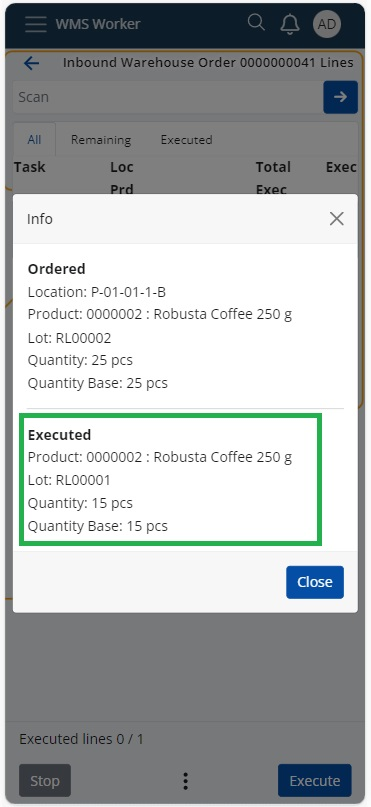 WMS Worker
AD
Inbound Warehouse Order 0000000041 Lines
Scan
All Remaining Executed
Task Loc Total Exec
Prd Exec
Info
Ordered
Location: P-01-01-1-B
Product: 0000002 : Robusta Coffee 250 g
Lot: RL00002
Quantity: 25 pcs
Quantity Base: 25 pcs
Executed
Product: 0000002 : Robusta Coffee 250 g
Lot: RL00001
Quantity: 15 pcs
Quantity Base: 15 pcs
Close
Executed lines 0 / 1
Stop Execute